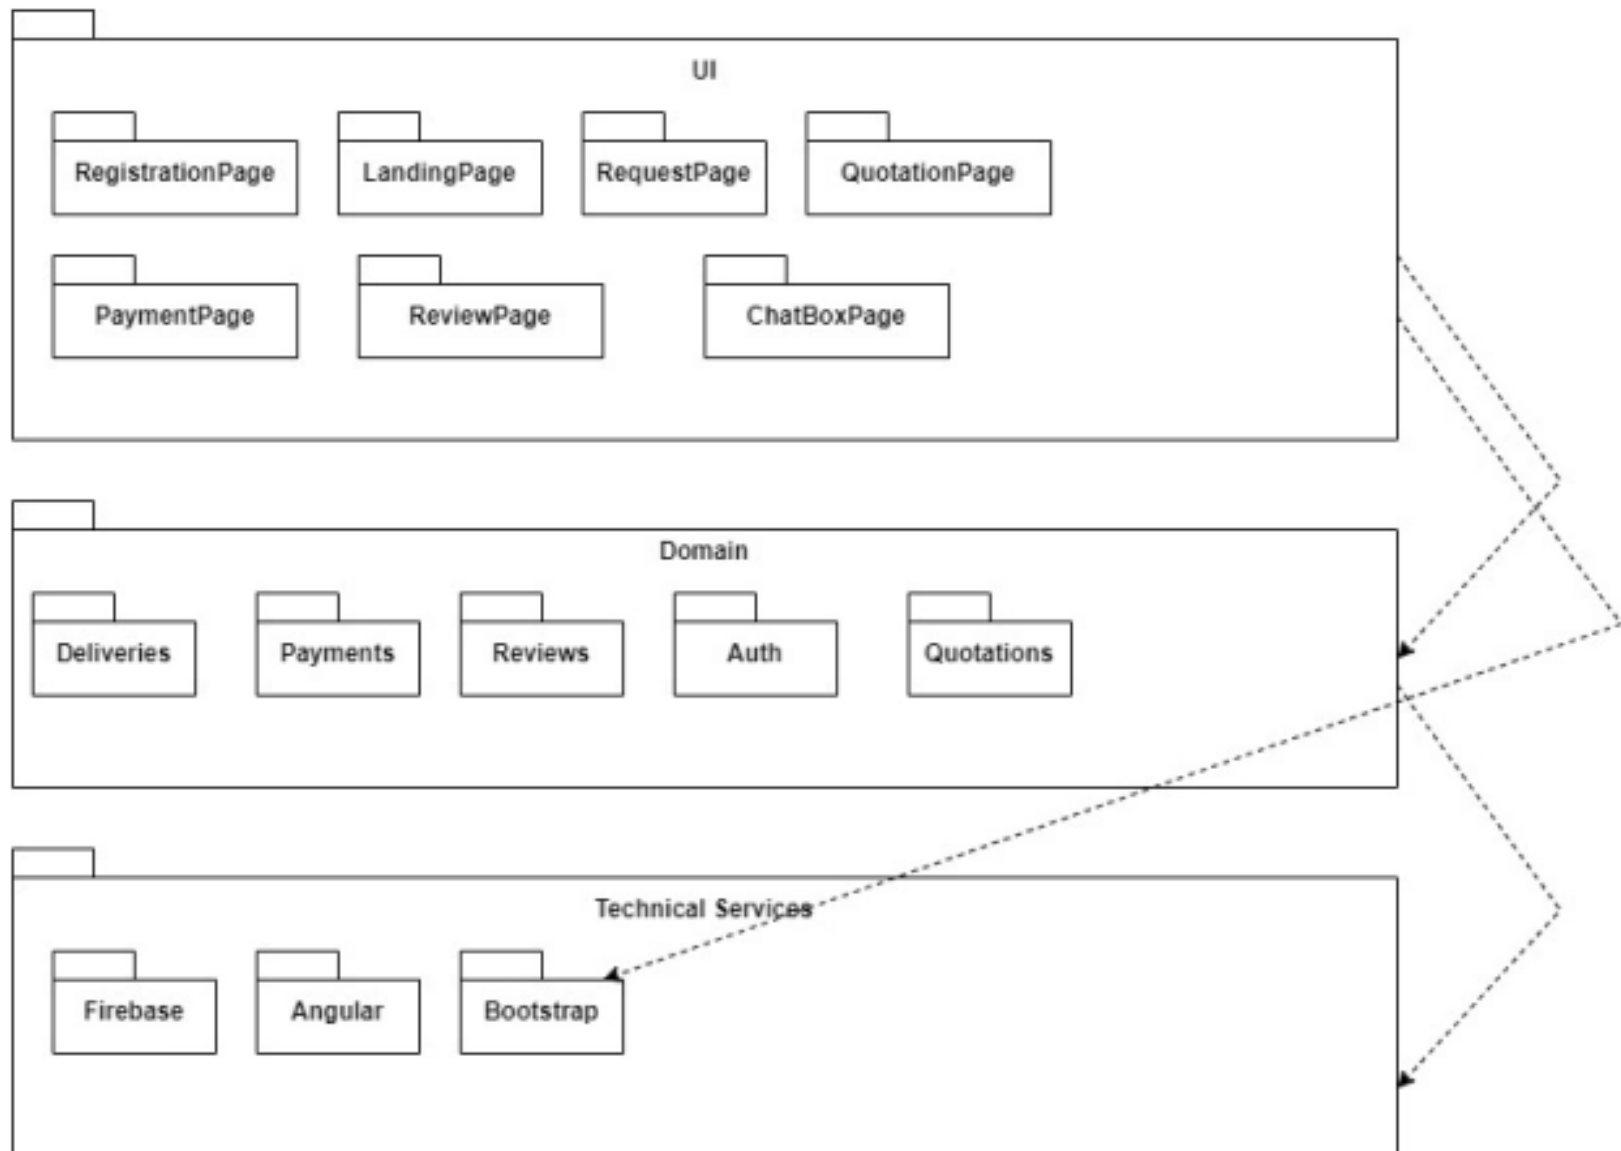 UI
RegistrationPage
LandingPage
RequestPage
QuotationPage
PaymentPage
ReviewPage
ChatBoxPage
Domain
Deliveries
Payments
Reviews
Auth
Quotations
Technical Services
Firebase
Angular
Bootstrap